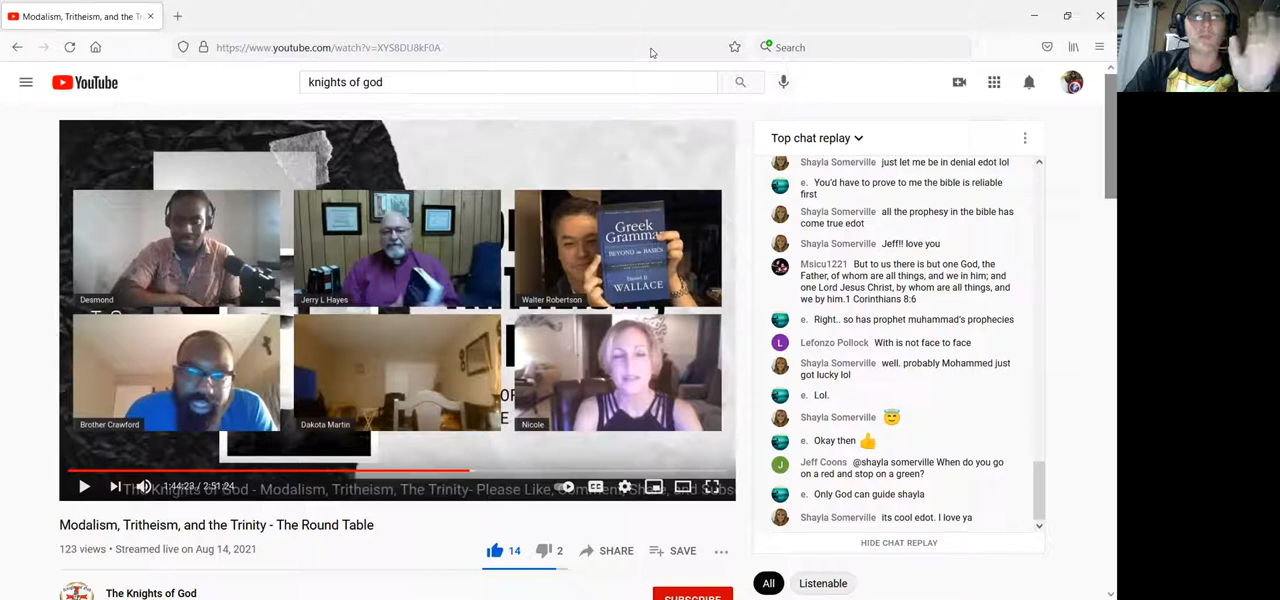 Modalism, Tritheism, and the Tr
https://www.youtube.com/watch?v=XYS8DU8kF0A
Search
YouTube
knights of god
Desmond
Jerry L Hayes
Greek
Grammar
BEYOND the BASICS
Daniel B.
WALLACE
Walter Robertson
Brother Crawford
Dakota Martin
Nicole
1:44:23 / 2:51:24
The Knights of God - Modalism, Tritheism, The Trinity- Please Like, Comment, Share, and Subs
Modalism, Tritheism, and the Trinity - The Round Table
123 views • Streamed live on Aug 14, 2021
14
2
SHARE
SAVE
The Knights of God
SUBSCRIBE
Top chat replay
Shayla Somerville just let me be in denial edot lol
e. You'd have to prove to me the bible is reliable
first
Shayla Somerville all the prophesy in the bible has
come true edot
Shayla Somerville Jeff!! love you
Msicu1221 But to us there is but one God, the
Father, of whom are all things, and we in him; and
one Lord Jesus Christ, by whom are all things, and
we by him.1 Corinthians 8:6
e. Right.. so has prophet muhammad's prophecies
Lefonzo Pollock With is not face to face
Shayla Somerville well. probably Mohammed just
got lucky lol
e. Lol.
Shayla Somerville 😇
e. Okay then 👍
Jeff Coons @shayla somerville When do you go
on a red and stop on a green?
e. Only God can guide shayla
Shayla Somerville its cool edot. I love ya
HIDE CHAT REPLAY
All
Listenable